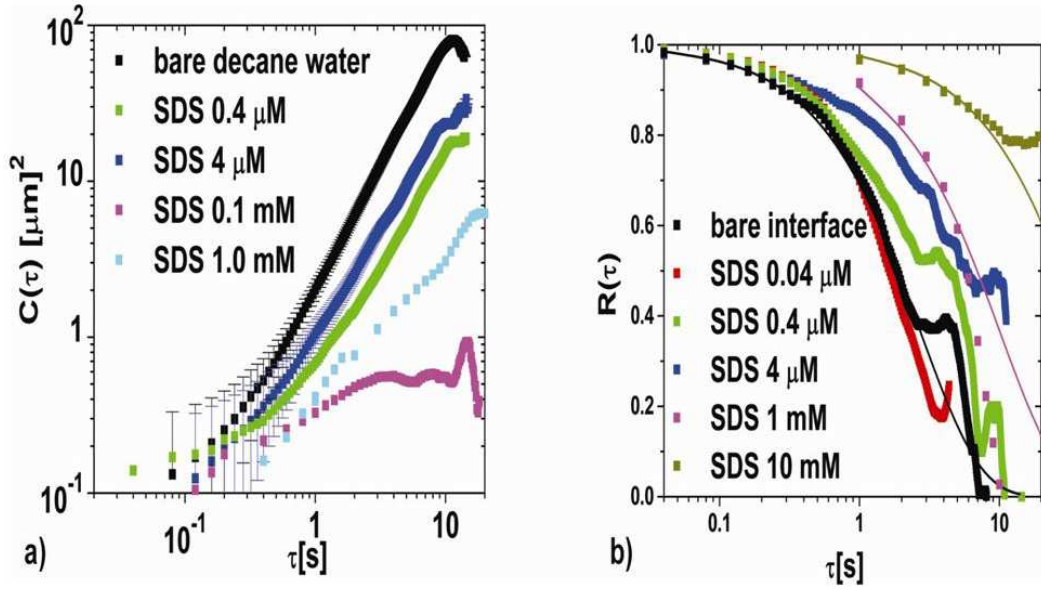 10²
10
1
10⁻¹
C(τ) [μm]²
bare decane water
SDS 0.4 μM
SDS 4 μM
SDS 0.1 mM
SDS 1.0 mM
10⁻¹
1
10
τ[s]
a)
1.0
0.8
0.6
0.4
0.2
0.0
R(τ)
bare interface
SDS 0.04 μM
SDS 0.4 μM
SDS 4 μM
SDS 1 mM
SDS 10 mM
0.1
1
10
τ[s]
b)